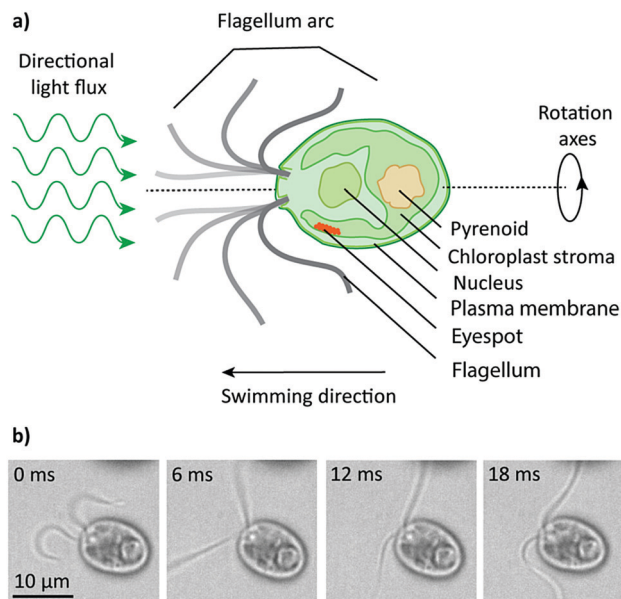 a)
Flagellum arc
Directional
light flux
Rotation
axes
Pyrenoid
Chloroplast stroma
Nucleus
Plasma membrane
Eyespot
Flagellum
Swimming direction
b)
0 ms
6 ms
12 ms
18 ms
10 µm